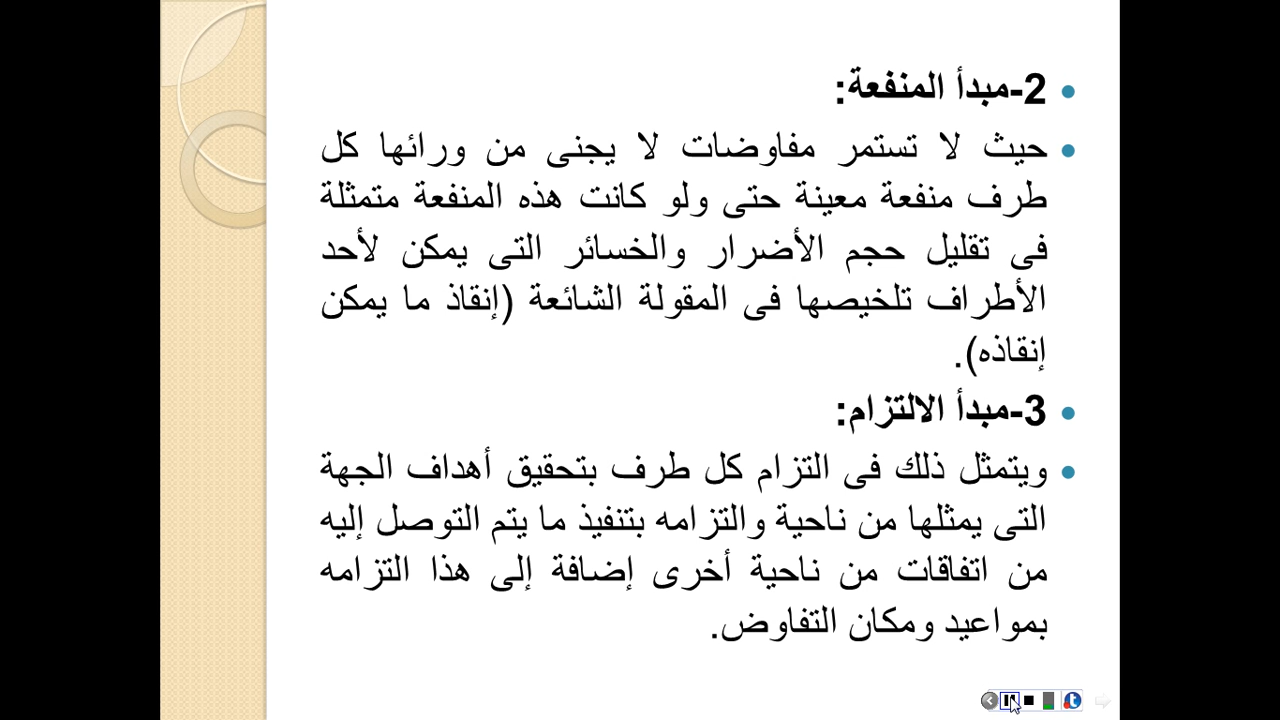 2-مبدأ المنفعة:
حيث لا تستمر مفاوضات لا يجنى من ورائها كل
طرف منفعة معينة حتى ولو كانت هذه المنفعة متمثلة
فى تقليل حجم الأضرار والخسائر التى يمكن لأحد
الأطراف تلخيصها فى المقولة الشائعة (إنقاذ ما يمكن
إنقاذه).
3-مبدأ الالتزام:
ويتمثل ذلك فى التزام كل طرف بتحقيق أهداف الجهة
التى يمثلها من ناحية والتزامه بتنفيذ ما يتم التوصل إليه
من اتفاقات من ناحية أخرى إضافة إلى هذا التزامه
بمواعيد ومكان التفاوض.